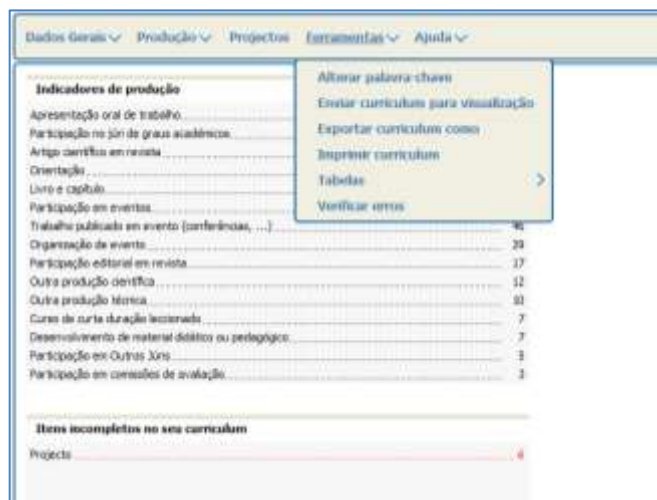 Dados Gerais Produção Projectos Ferramentas Ajuda
Alterar palavra chave
Enviar curriculum para visualização
Exportar curriculum como
Imprimir curriculum
Tabelas
Verificar erros
Indicadores de produção
Apresentação oral de trabalho
Participação no júri de graus académicos
Artigo científico em revista
Orientação
Livro e capítulo
Participação em eventos
Trabalho publicado em evento (conferências, ...)
Organização de evento 29
Participação editorial em revista 17
Outra produção científica 12
Outra produção técnica 10
Curso de curta duração leccionado 7
Desenvolvimento de material didático ou pedagógico 7
Participação em Outros Júris 3
Participação em comissões de avaliação 3
Itens incompletos no seu curriculum
Projecto